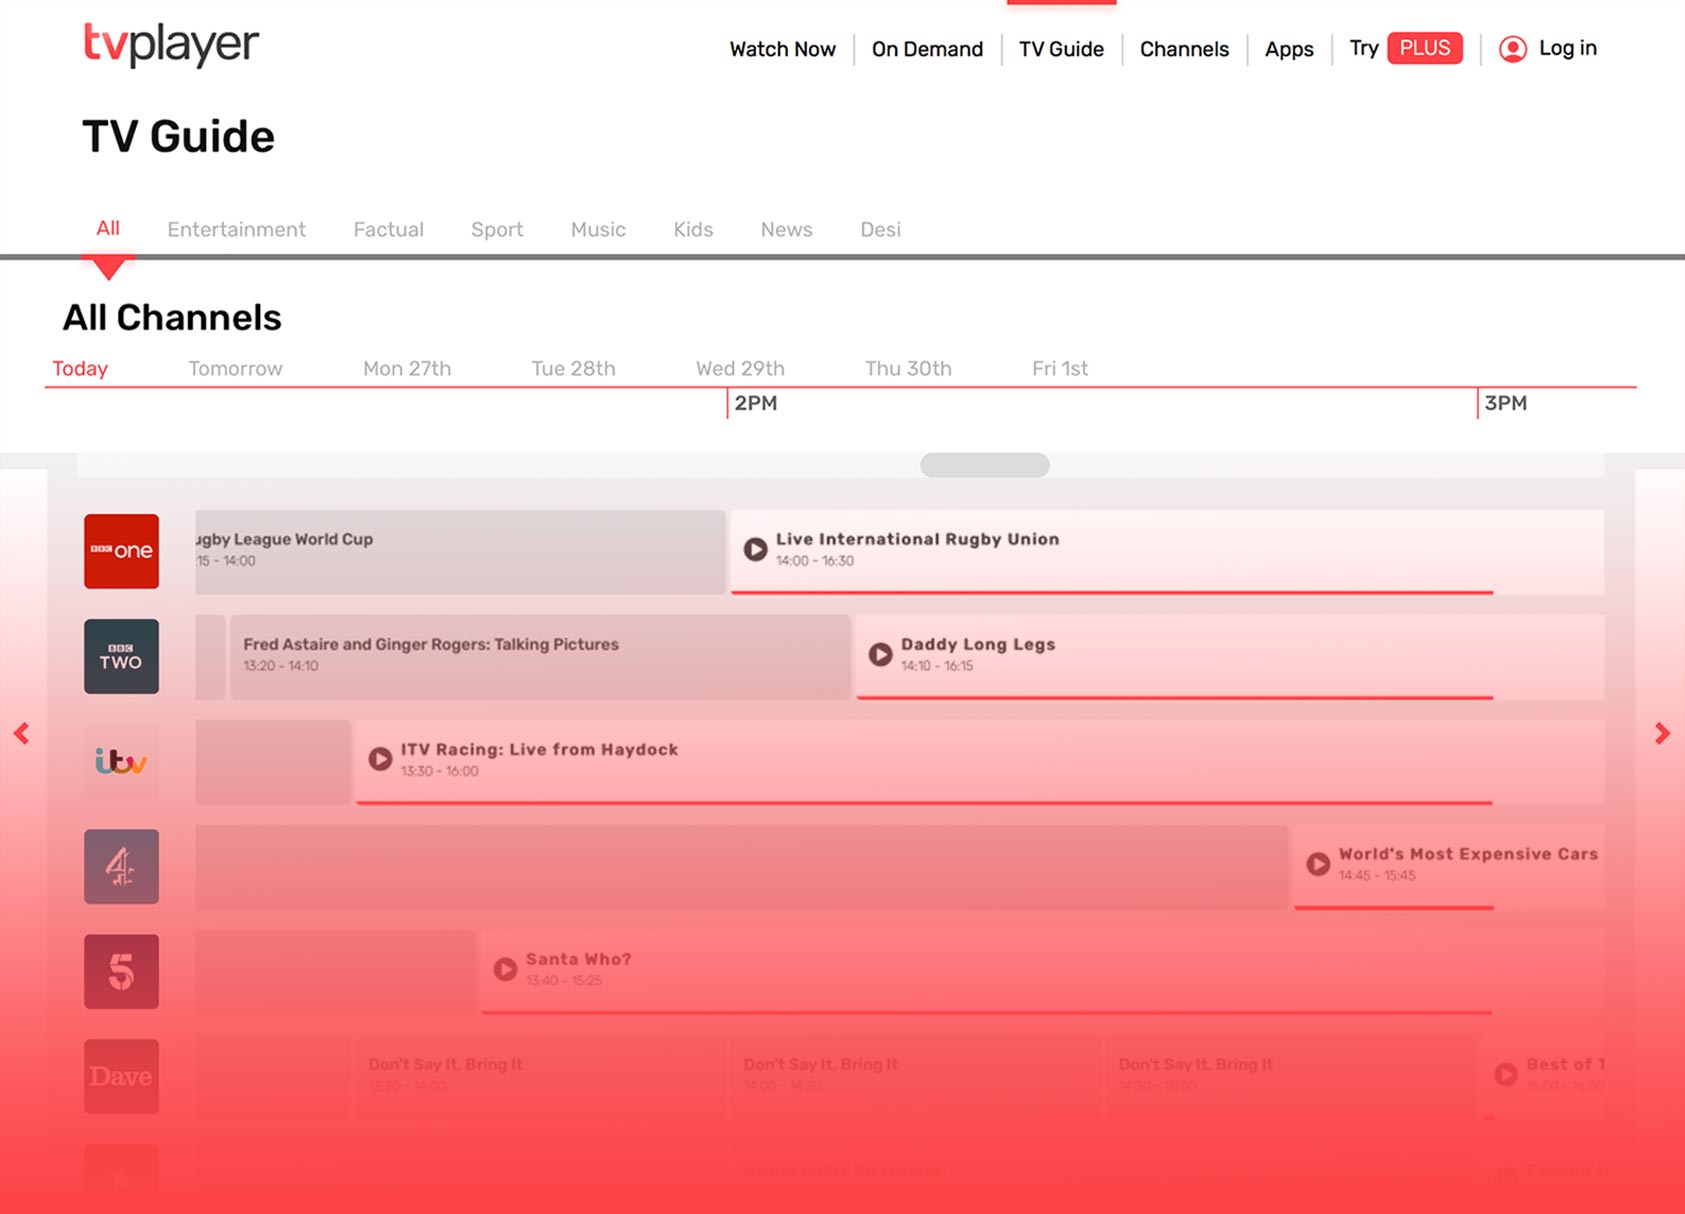 tvplayer
Watch Now
On Demand
TV Guide
Channels
Apps
Try PLUS
Log in
TV Guide
All
Entertainment
Factual
Sport
Music
Kids
News
Desi
All Channels
Today
Tomorrow
Mon 27th
Tue 28th
Wed 29th
Thu 30th
Fri 1st
2PM
3PM
BBC one
ugby League World Cup
:15 - 14:00
Live International Rugby Union
14:00 - 16:30
BBC TWO
Fred Astaire and Ginger Rogers: Talking Pictures
13:20 - 14:10
Daddy Long Legs
14:10 - 16:15
itv
ITV Racing: Live from Haydock
13:30 - 16:00
4
World's Most Expensive Cars
14:45 - 15:45
5
Santa Who?
13:40 - 15:25
Dave
Don't Say It, Bring It
13:30 - 14:00
Don't Say It, Bring It
14:00 - 14:30
Don't Say It, Bring It
14:30 - 15:00
Best of T
15:00 - 16:00
Homes Under the Hammer